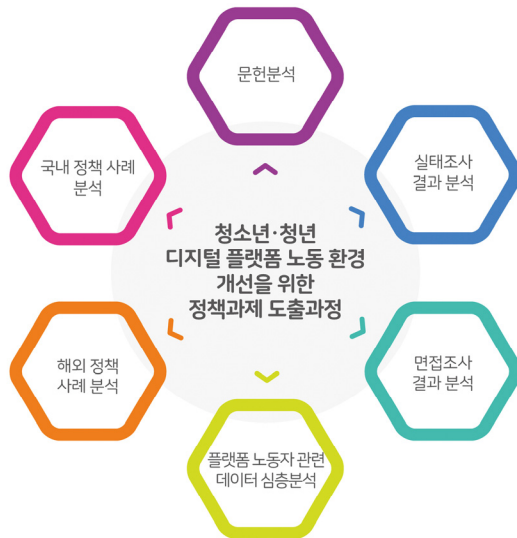 문헌분석
국내 정책 사례
분석
실태조사
결과 분석
청소년·청년
디지털 플랫폼 노동 환경
개선을 위한
정책과제 도출과정
해외 정책
사례 분석
면접조사
결과 분석
플랫폼 노동자 관련
데이터 심층분석